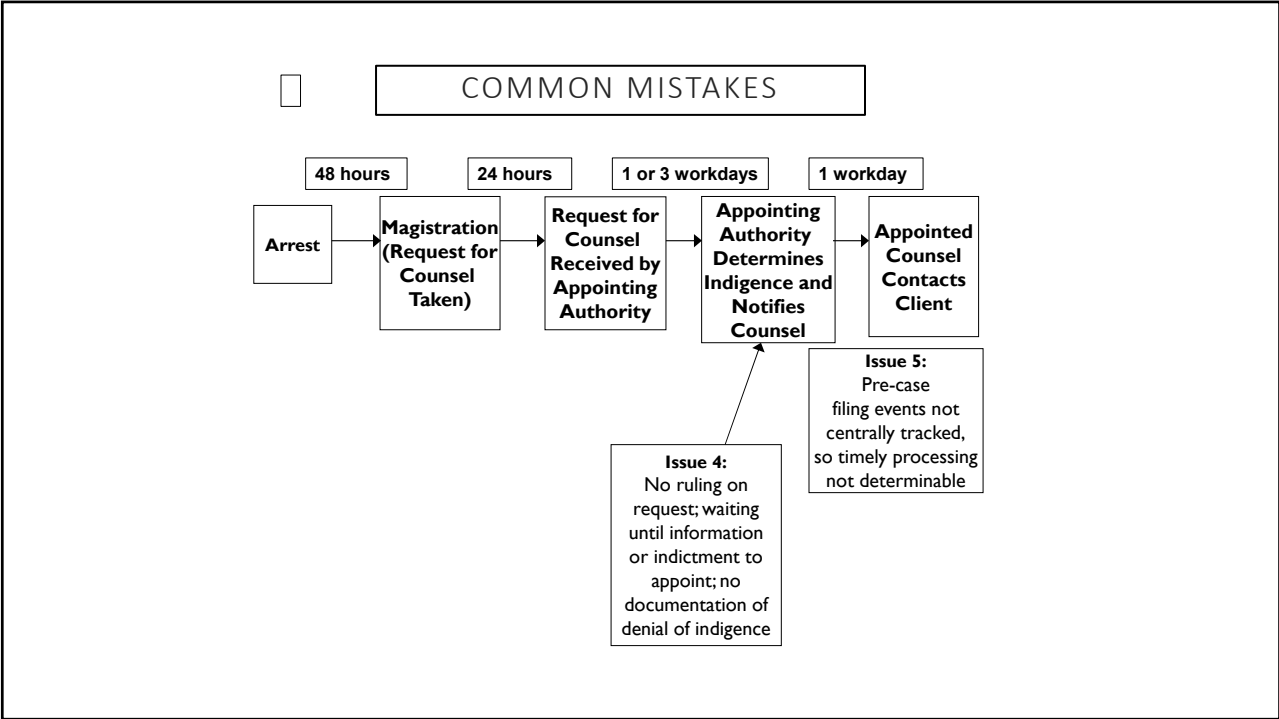 COMMON MISTAKES
48 hours
24 hours
1 or 3 workdays
1 workday
Arrest
Magistration
(Request for
Counsel
Taken)
Request for
Counsel
Received by
Appointing
Authority
Appointing
Authority
Determines
Indigence and
Notifies
Counsel
Appointed
Counsel
Contacts
Client
Issue 4:
No ruling on
request; waiting
until information
or indictment to
appoint; no
documentation of
denial of indigence
Issue 5:
Pre-case
filing events not
centrally tracked,
so timely processing
not determinable